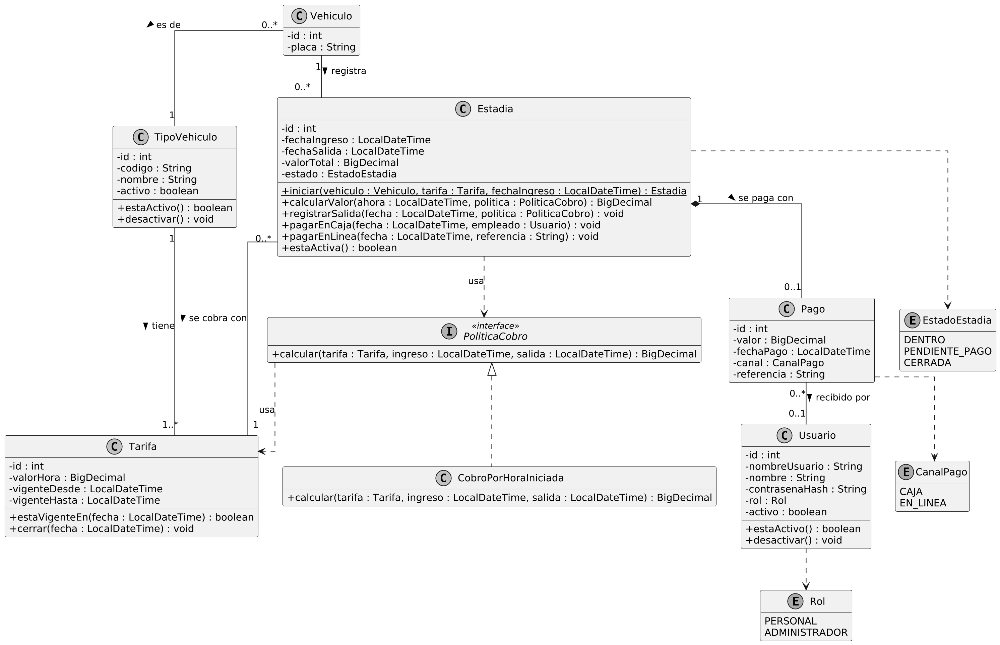 C Vehiculo
-id : int
-placa : String
es de
0..*
1
1
registra
0..*
C TipoVehiculo
-id : int
-codigo : String
-nombre : String
-activo : boolean
+estaActivo() : boolean
+desactivar() : void
C Estadia
-id : int
-fechaIngreso : LocalDateTime
-fechaSalida : LocalDateTime
-valorTotal : BigDecimal
-estado : EstadoEstadia
+iniciar(vehiculo : Vehiculo, tarifa : Tarifa, fechaIngreso : LocalDateTime) : Estadia
+calcularValor(ahora : LocalDateTime, politica : PoliticaCobro) : BigDecimal
+registrarSalida(fecha : LocalDateTime, politica : PoliticaCobro) : void
+pagarEnCaja(fecha : LocalDateTime, empleado : Usuario) : void
+pagarEnLinea(fecha : LocalDateTime, referencia : String) : void
+estaActiva() : boolean
1
se paga con
0..1
1
tiene
1..*
0..*
se cobra con
1
usa
I «interface»
PoliticaCobro
+calcular(tarifa : Tarifa, ingreso : LocalDateTime, salida : LocalDateTime) : BigDecimal
usa
C Pago
-id : int
-valor : BigDecimal
-fechaPago : LocalDateTime
-canal : CanalPago
-referencia : String
E EstadoEstadia
DENTRO
PENDIENTE_PAGO
CERRADA
0..*
recibido por
0..1
C Tarifa
-id : int
-valorHora : BigDecimal
-vigenteDesde : LocalDateTime
-vigenteHasta : LocalDateTime
+estaVigenteEn(fecha : LocalDateTime) : boolean
+cerrar(fecha : LocalDateTime) : void
C CobroPorHoraIniciada
+calcular(tarifa : Tarifa, ingreso : LocalDateTime, salida : LocalDateTime) : BigDecimal
C Usuario
-id : int
-nombreUsuario : String
-nombre : String
-contrasenaHash : String
-rol : Rol
-activo : boolean
+estaActivo() : boolean
+desactivar() : void
E CanalPago
CAJA
EN_LINEA
E Rol
PERSONAL
ADMINISTRADOR